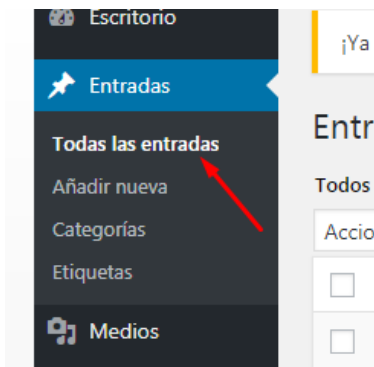 Escritorio
¡Ya
Entradas
Entr
Todas las entradas
Todos
Añadir nueva
Categorías
Accio
Etiquetas
Medios